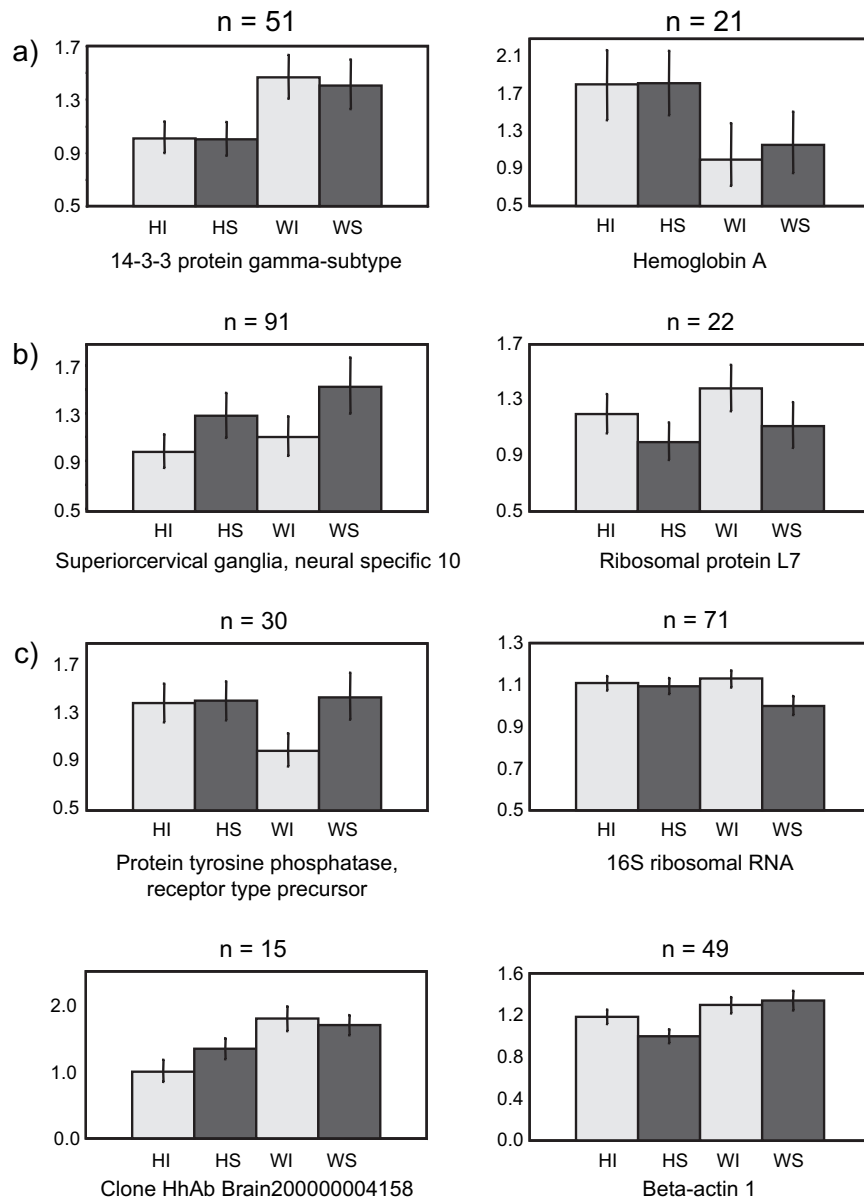 n = 51
n = 21
a)
1.7
1.3
0.9
0.5
HI HS WI WS
14-3-3 protein gamma-subtype
2.1
1.7
1.3
0.9
0.5
HI HS WI WS
Hemoglobin A
n = 91
n = 22
b)
1.7
1.3
0.9
0.5
HI HS WI WS
Superiorcervical ganglia, neural specific 10
1.7
1.3
0.9
0.5
HI HS WI WS
Ribosomal protein L7
n = 30
n = 71
c)
1.7
1.3
0.9
0.5
HI HS WI WS
Protein tyrosine phosphatase,
receptor type precursor
1.3
1.1
0.9
0.7
0.5
HI HS WI WS
16S ribosomal RNA
n = 15
n = 49
2.0
1.0
0.0
HI HS WI WS
Clone HhAb Brain200000004158
1.6
1.2
0.8
0.4
0.0
HI HS WI WS
Beta-actin 1